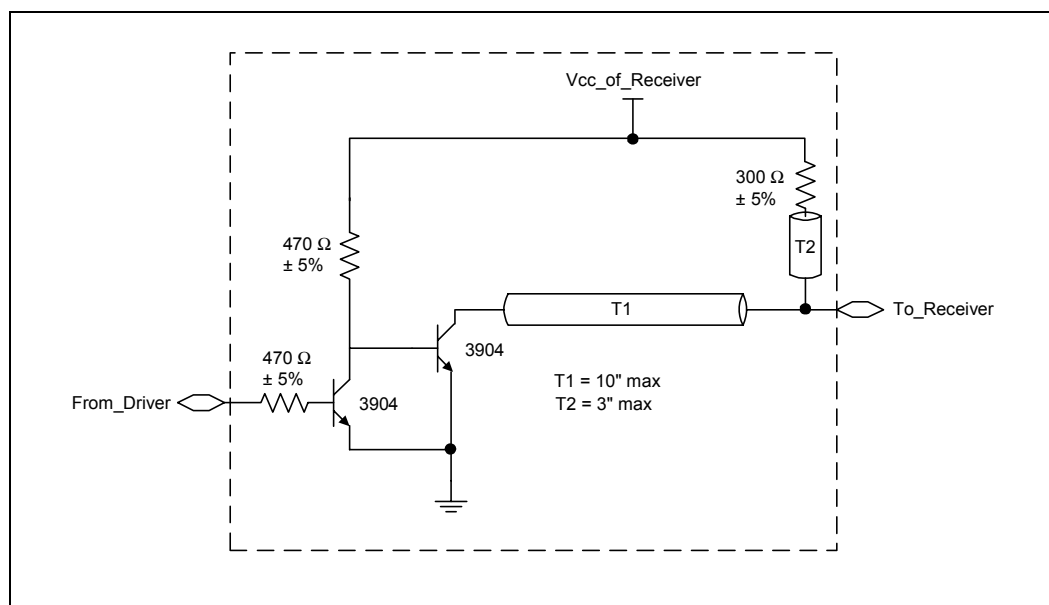 Vcc_of_Receiver
300 Ω
± 5%
T2
470 Ω
± 5%
T1
To_Receiver
3904
470 Ω
± 5%
T1 = 10" max
T2 = 3" max
From_Driver
3904